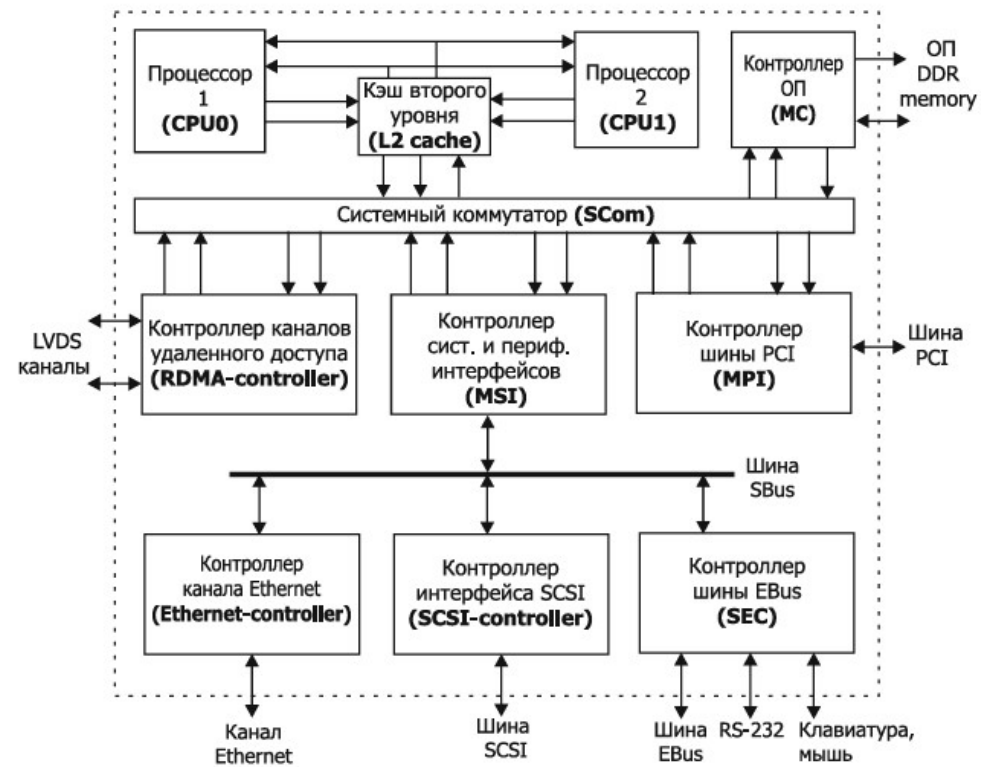 Процессор
1
(CPU0)
Кэш второго
уровня
(L2 cache)
Процессор
2
(CPU1)
Контроллер
ОП
(MC)
ОП
DDR
memory
Системный коммутатор (SCom)
LVDS
каналы
Контроллер каналов
удаленного доступа
(RDMA-controller)
Контроллер
сист. и периф.
интерфейсов
(MSI)
Контроллер
шины PCI
(MPI)
Шина
PCI
Шина
SBus
Контроллер
канала Ethernet
(Ethernet-controller)
Контроллер
интерфейса SCSI
(SCSI-controller)
Контроллер
шины EBus
(SEC)
Канал
Ethernet
Шина
SCSI
Шина
EBus
RS-232
Клавиатура,
мышь